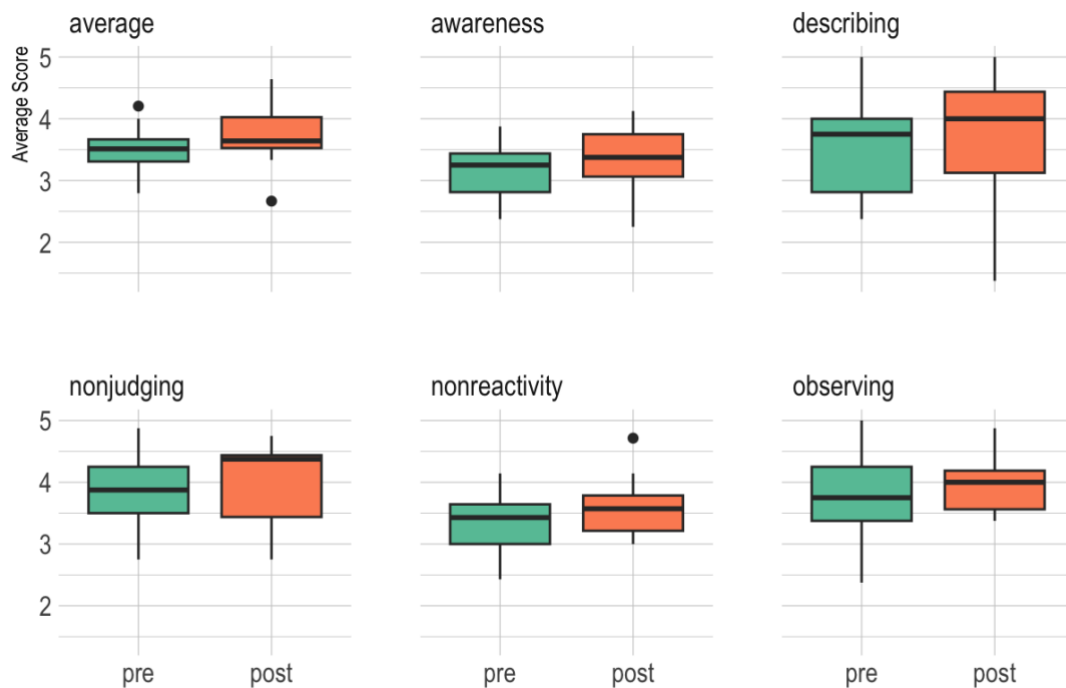 average awareness describing
Average Score
5
4
3
2
nonjudging nonreactivity observing
5
4
3
2
pre post pre post pre post